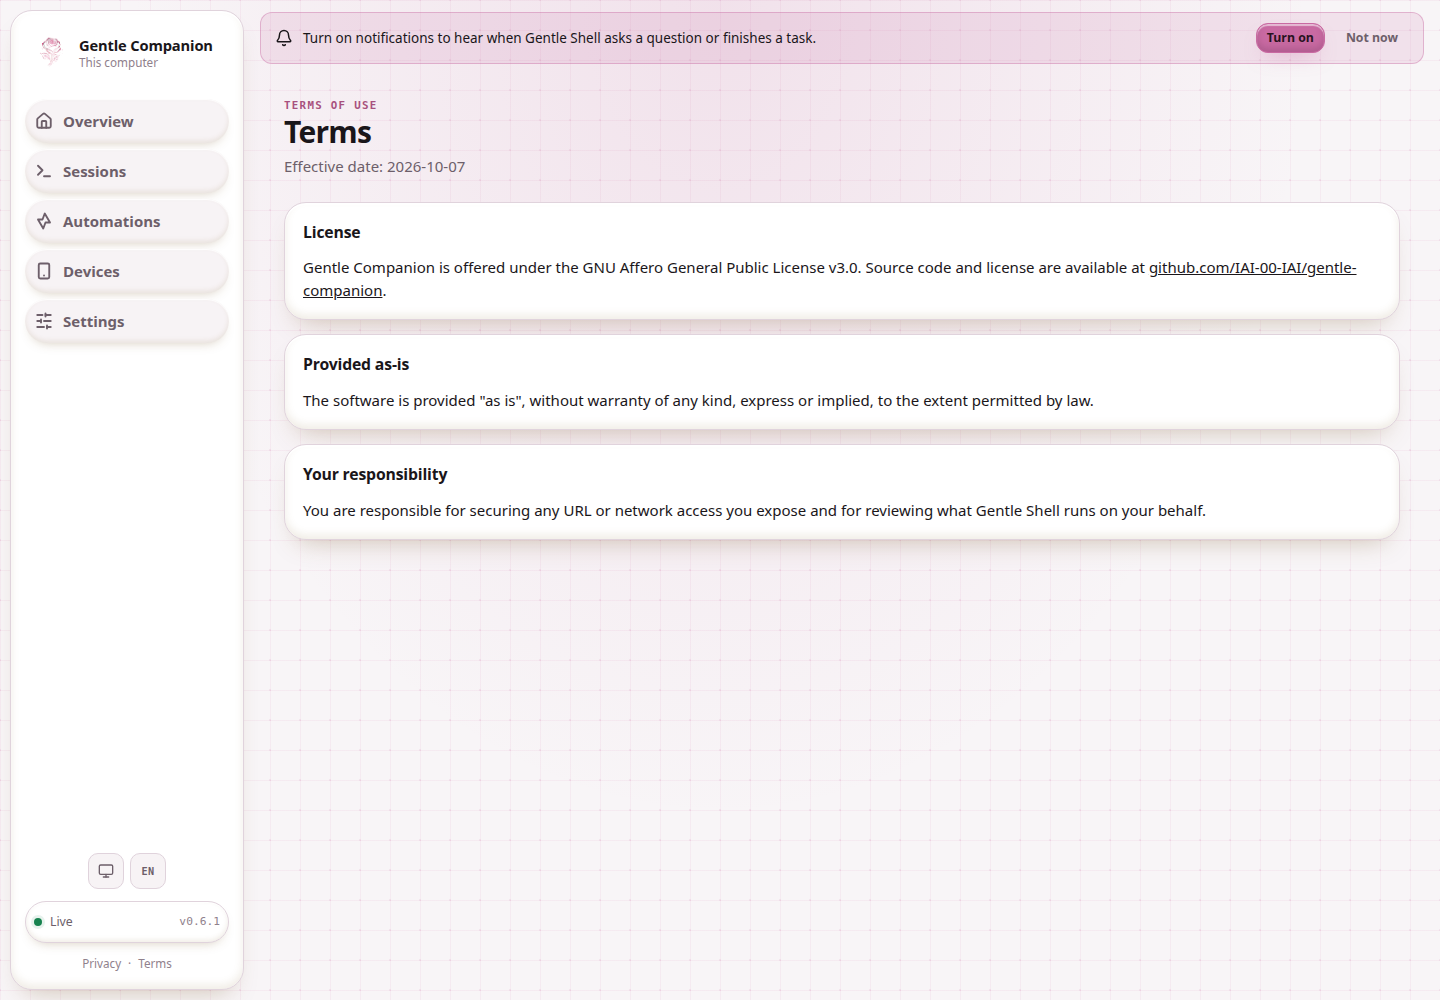 Gentle Companion
This computer
Overview
Sessions
Automations
Devices
Settings
EN
Live
v0.6.1
Privacy · Terms
Turn on notifications to hear when Gentle Shell asks a question or finishes a task.
Turn on
Not now
TERMS OF USE
Terms
Effective date: 2026-10-07
License
Gentle Companion is offered under the GNU Affero General Public License v3.0. Source code and license are available at github.com/IAI-00-IAI/gentle-
companion.
Provided as-is
The software is provided "as is", without warranty of any kind, express or implied, to the extent permitted by law.
Your responsibility
You are responsible for securing any URL or network access you expose and for reviewing what Gentle Shell runs on your behalf.